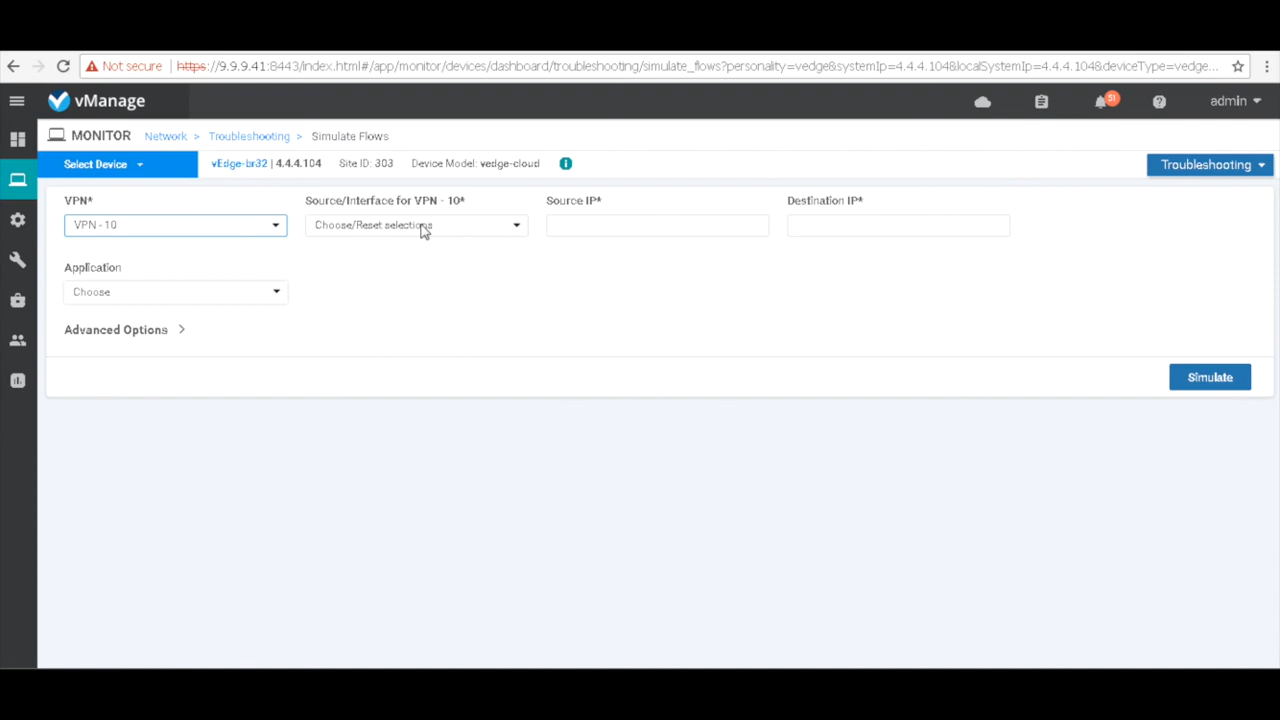 Not secure | https://9.9.9.41:8443/index.html#/app/monitor/devices/dashboard/troubleshooting/simulate_flows?personality=vedge&systemIp=4.4.4.104&localSystemIp=4.4.4.104&deviceType=vedge...
vManage
51
admin
MONITOR Network > Troubleshooting > Simulate Flows
Select Device
vEdge-br32 | 4.4.4.104 Site ID: 303 Device Model: vedge-cloud
Troubleshooting
VPN* Source/Interface for VPN - 10* Source IP* Destination IP*
VPN - 10 Choose/Reset selections
Application
Choose
Advanced Options
Simulate